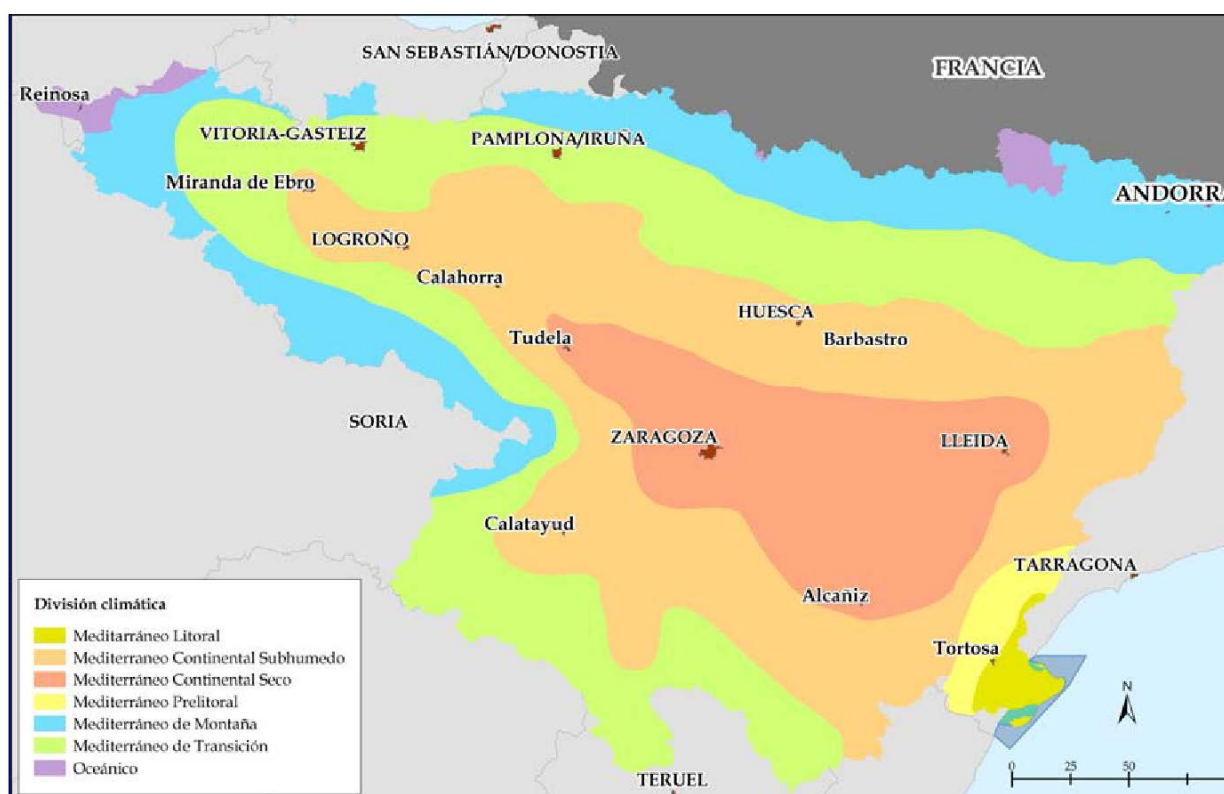 SAN SEBASTIÁN/DONOSTIA
FRANCIA
Reinosa
VITORIA-GASTEIZ
PAMPLONA/IRUÑA
Miranda de Ebro
ANDORRA
LOGROÑO
Calahorra
HUESCA
Tudela
Barbastro
SORIA
ZARAGOZA
LLEIDA
Calatayud
TARRAGONA
Alcañiz
Tortosa
TERUEL
División climática
Meditarráneo Litoral
Mediterraneo Continental Subhumedo
Mediterráneo Continental Seco
Mediterráneo Prelitoral
Mediterráneo de Montaña
Mediterráneo de Transición
Oceánico
N
0 25 50